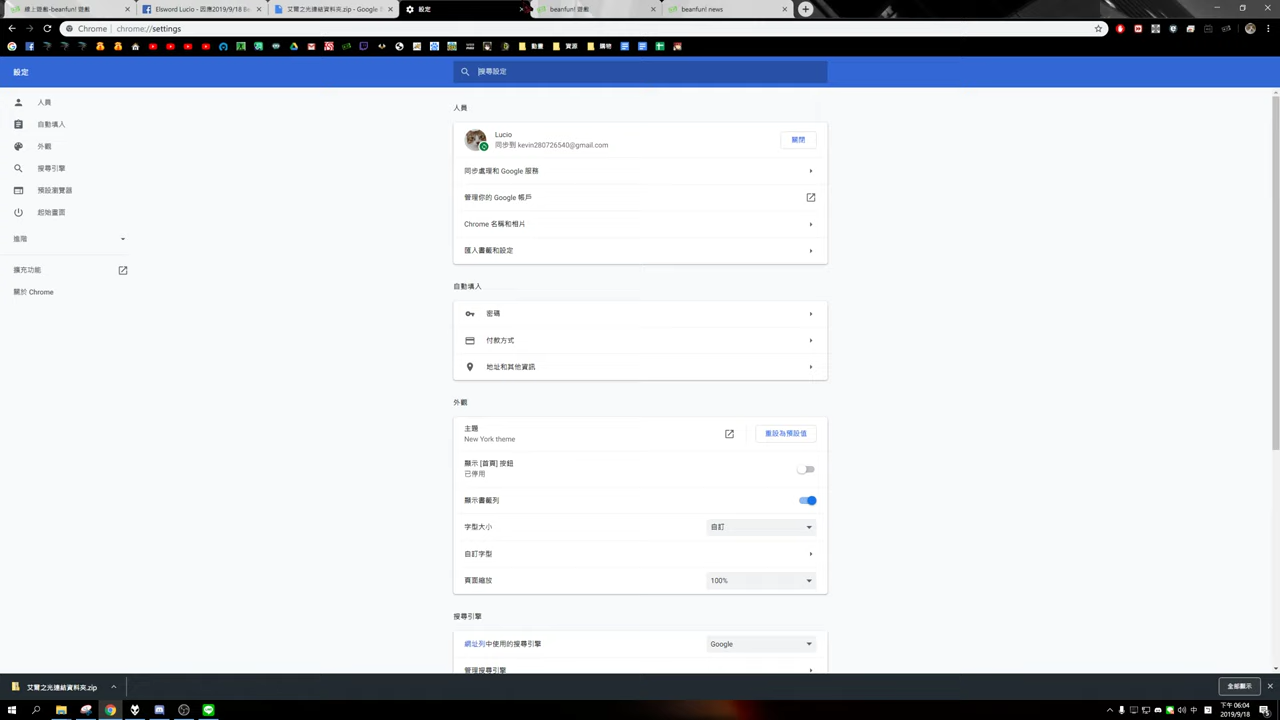 線上遊戲-beanfun! 遊戲
Elsword Lucio - 因應2019/9/18 B
艾爾之光連結資料夾.zip - Google
設定
beanfun! 遊戲
beanfun! news
Chrome | chrome://settings
動畫
資源
購物
設定
搜尋設定
人員
自動填入
外觀
搜尋引擎
預設瀏覽器
起始畫面
進階
擴充功能
關於 Chrome
人員
Lucio
同步到 kevin280726540@gmail.com
關閉
同步處理和 Google 服務
管理你的 Google 帳戶
Chrome 名稱和相片
匯入書籤和設定
自動填入
密碼
付款方式
地址和其他資訊
外觀
主題
New York theme
重設為預設值
顯示 [首頁] 按鈕
已停用
顯示書籤列
字型大小
自訂
自訂字型
頁面縮放
100%
搜尋引擎
網址列中使用的搜尋引擎
Google
管理搜尋引擎
艾爾之光連結資料夾.zip
全部顯示
中
下午 06:04
2019/9/18